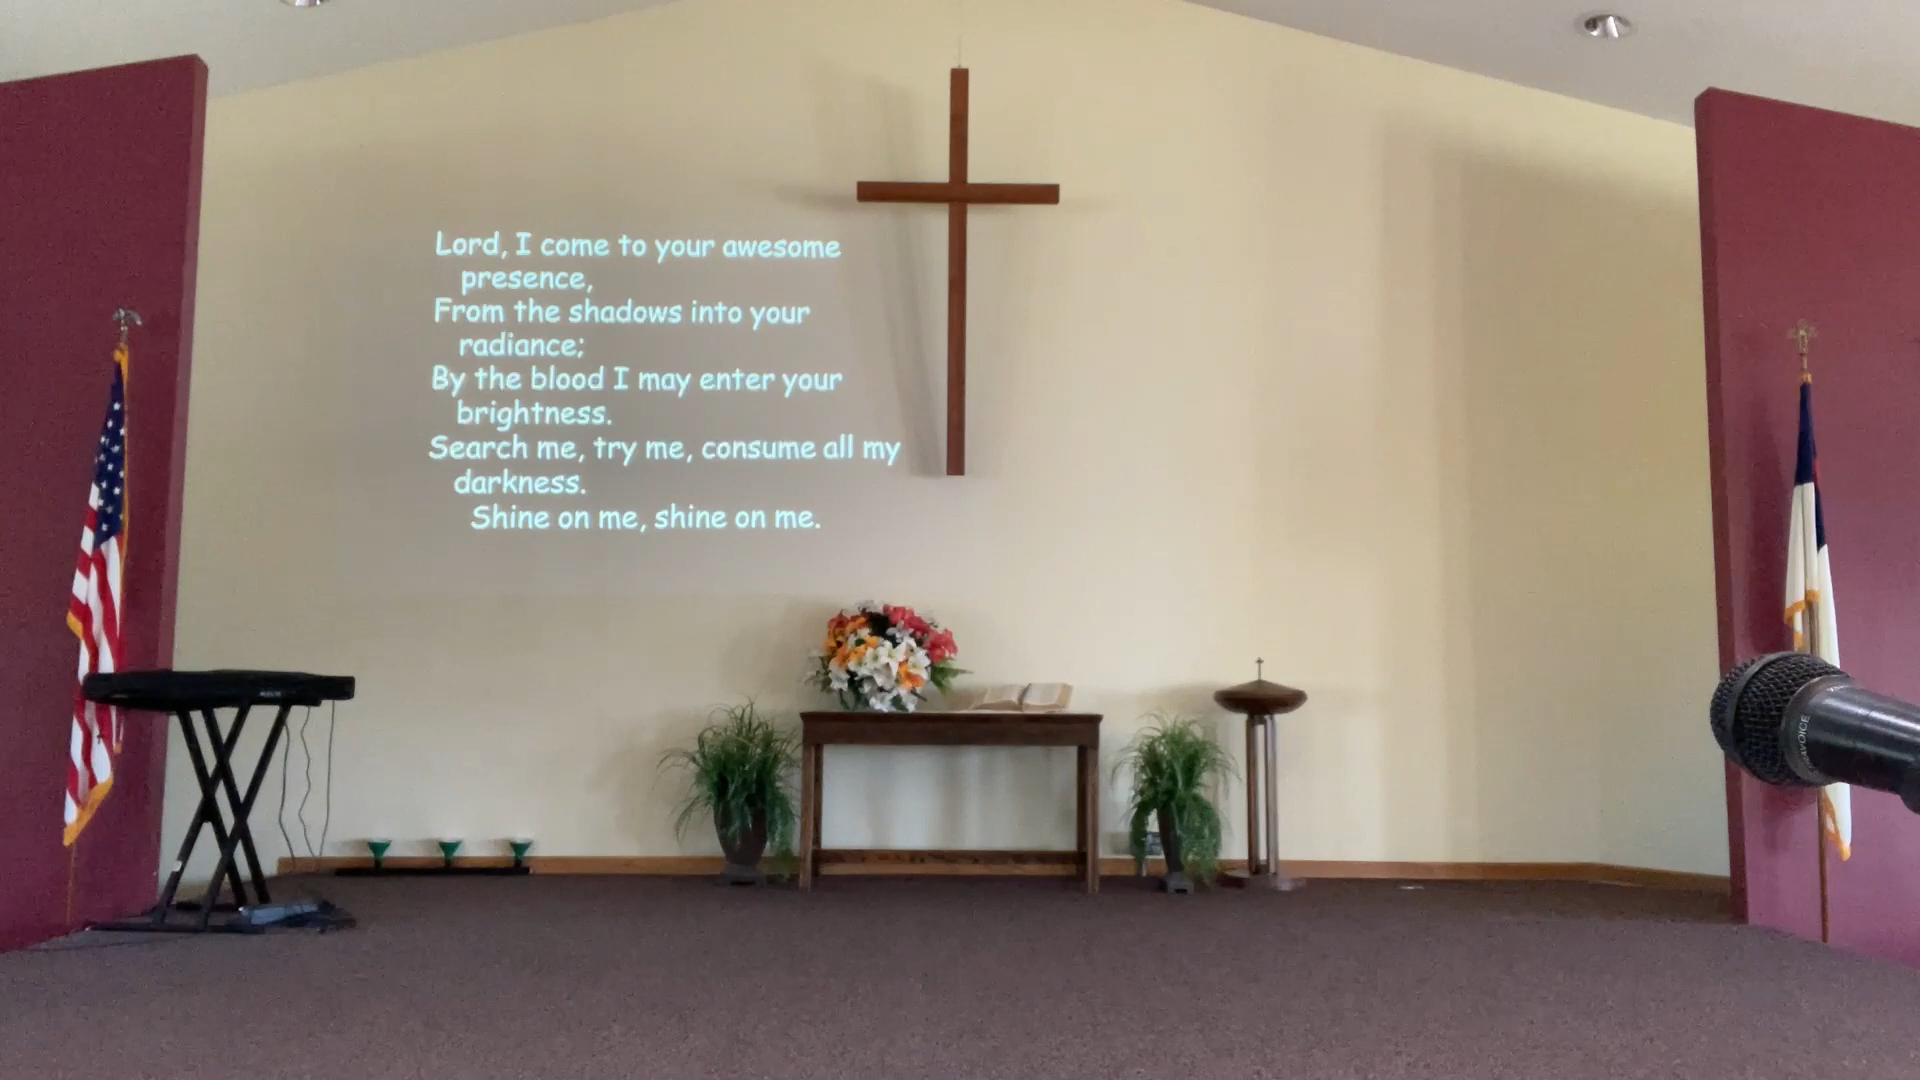 Lord, I come to your awesome
presence,
From the shadows into your
radiance;
By the blood I may enter your
brightness.
Search me, try me, consume all my
darkness.
Shine on me, shine on me.